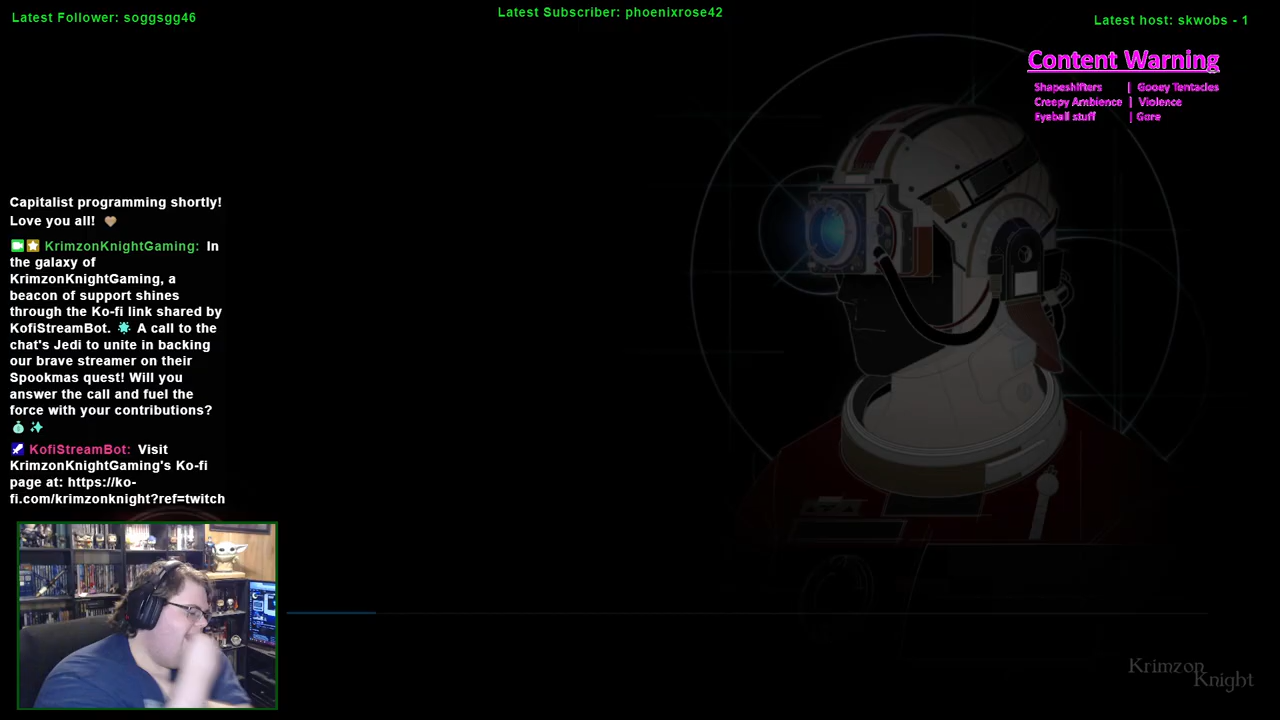 Latest Follower: soggsgg46
Latest Subscriber: phoenixrose42
Latest host: skwobs - 1
Content Warning
Shapeshifters | Gooey Tentacles
Creepy Ambience | Violence
Eyeball stuff | Gore
Capitalist programming shortly!
Love you all! 🤎
KrimzonKnightGaming: In
the galaxy of
KrimzonKnightGaming, a
beacon of support shines
through the Ko-fi link shared by
KofiStreamBot. 🌟 A call to the
chat's Jedi to unite in backing
our brave streamer on their
Spookmas quest! Will you
answer the call and fuel the
force with your contributions?
💰 ✨
KofiStreamBot: Visit
KrimzonKnightGaming's Ko-fi
page at: https://ko-
fi.com/krimzonknight?ref=twitch
Krimzon
Knight